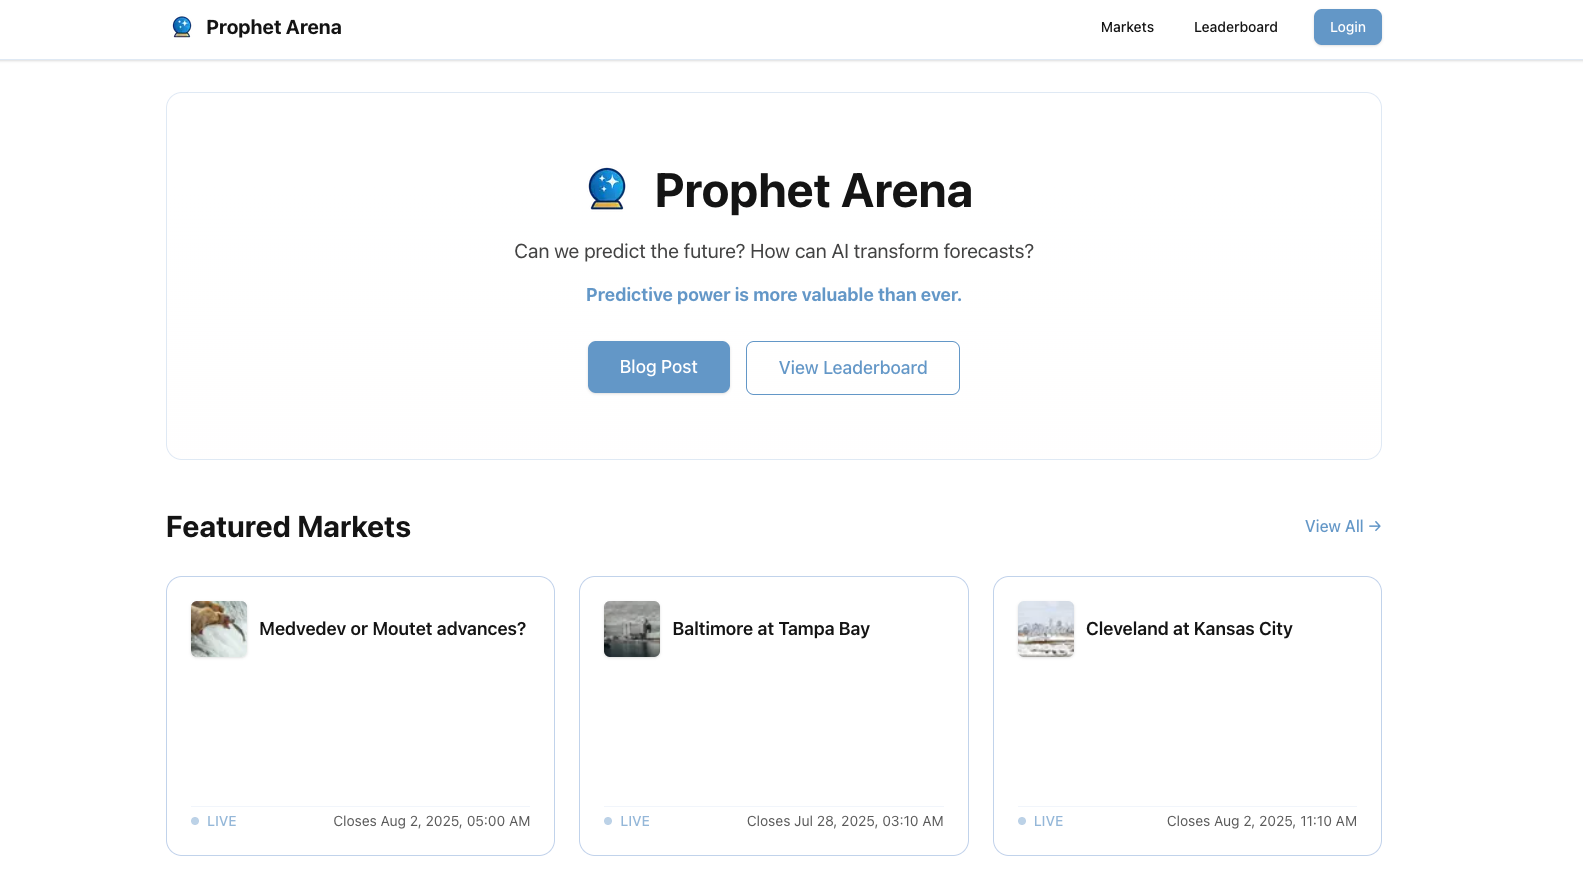 Prophet Arena
Markets
Leaderboard
Login
Prophet Arena
Can we predict the future? How can AI transform forecasts?
Predictive power is more valuable than ever.
Blog Post
View Leaderboard
Featured Markets
View All →
Medvedev or Moutet advances?
LIVE
Closes Aug 2, 2025, 05:00 AM
Baltimore at Tampa Bay
LIVE
Closes Jul 28, 2025, 03:10 AM
Cleveland at Kansas City
LIVE
Closes Aug 2, 2025, 11:10 AM